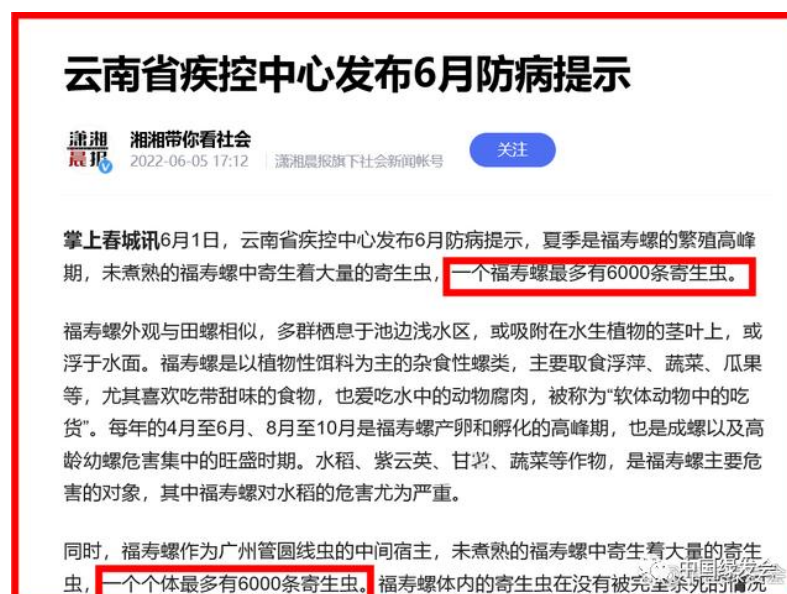 云南省疾控中心发布6月防病提示
潇湘晨报
湘湘带你看社会
2022-06-05 17:12 潇湘晨报旗下社会新闻帐号
关注
掌上春城讯6月1日，云南省疾控中心发布6月防病提示，夏季是福寿螺的繁殖高峰
期，未煮熟的福寿螺中寄生着大量的寄生虫，一个福寿螺最多有6000条寄生虫。
福寿螺外观与田螺相似，多群栖息于池边浅水区，或吸附在水生植物的茎叶上，或
浮于水面。福寿螺是以植物性饵料为主的杂食性螺类，主要取食浮萍、蔬菜、瓜果
等，尤其喜欢吃带甜味的食物，也爱吃水中的动物腐肉，被称为“软体动物中的吃
货”。每年的4月至6月、8月至10月是福寿螺产卵和孵化的高峰期，也是成螺以及高
龄幼螺危害集中的旺盛时期。水稻、紫云英、甘、蔬菜等作物，是福寿螺主要危
害的对象，其中福寿螺对水稻的危害尤为严重。
同时，福寿螺作为广州管圆线虫的中间宿主，未煮熟的福寿螺中寄生着大量的寄生
虫，一个个体最多有6000条寄生虫。福寿螺体内的寄生虫在没有被完全杀死的情况
中国绿发会